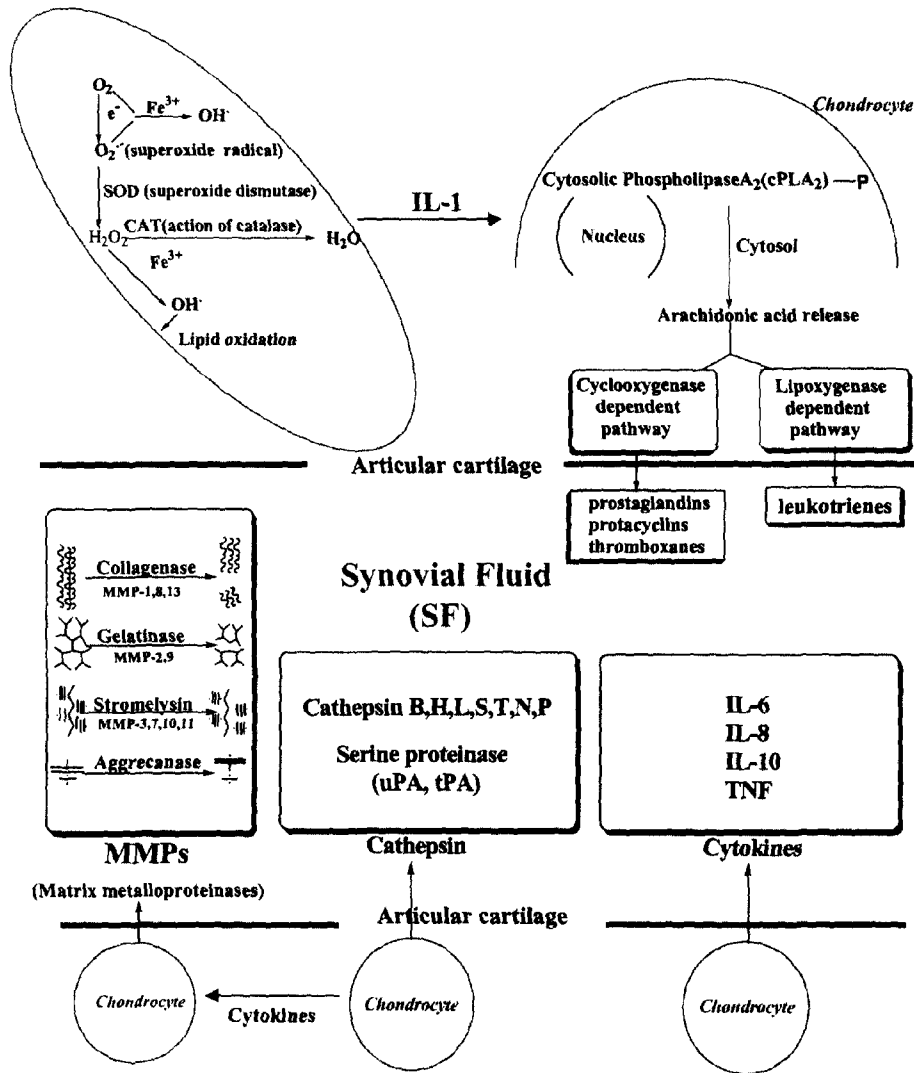 O₂
e⁻
Fe³⁺
OH·
O₂·⁻(superoxide radical)
SOD (superoxide dismutase)
CAT(action of catalase)
H₂O₂
H₂O
Fe³⁺
OH·
Lipid oxidation
IL-1
Chondrocyte
Cytosolic PhospholipaseA₂(cPLA₂) —P
Nucleus
Cytosol
Arachidonic acid release
Cyclooxygenase
dependent
pathway
Lipoxygenase
dependent
pathway
Articular cartilage
prostaglandins
protacyclins
thromboxanes
leukotrienes
Synovial Fluid
(SF)
Collagenase
MMP-1,8,13
Gelatinase
MMP-2,9
Stromelysin
MMP-3,7,10,11
Aggrecanase
MMPs
(Matrix metalloproteinases)
Cathepsin B,H,L,S,T,N,P
Serine proteinase
(uPA, tPA)
Cathepsin
IL-6
IL-8
IL-10
TNF
Cytokines
Articular cartilage
Chondrocyte
Cytokines
Chondrocyte
Chondrocyte